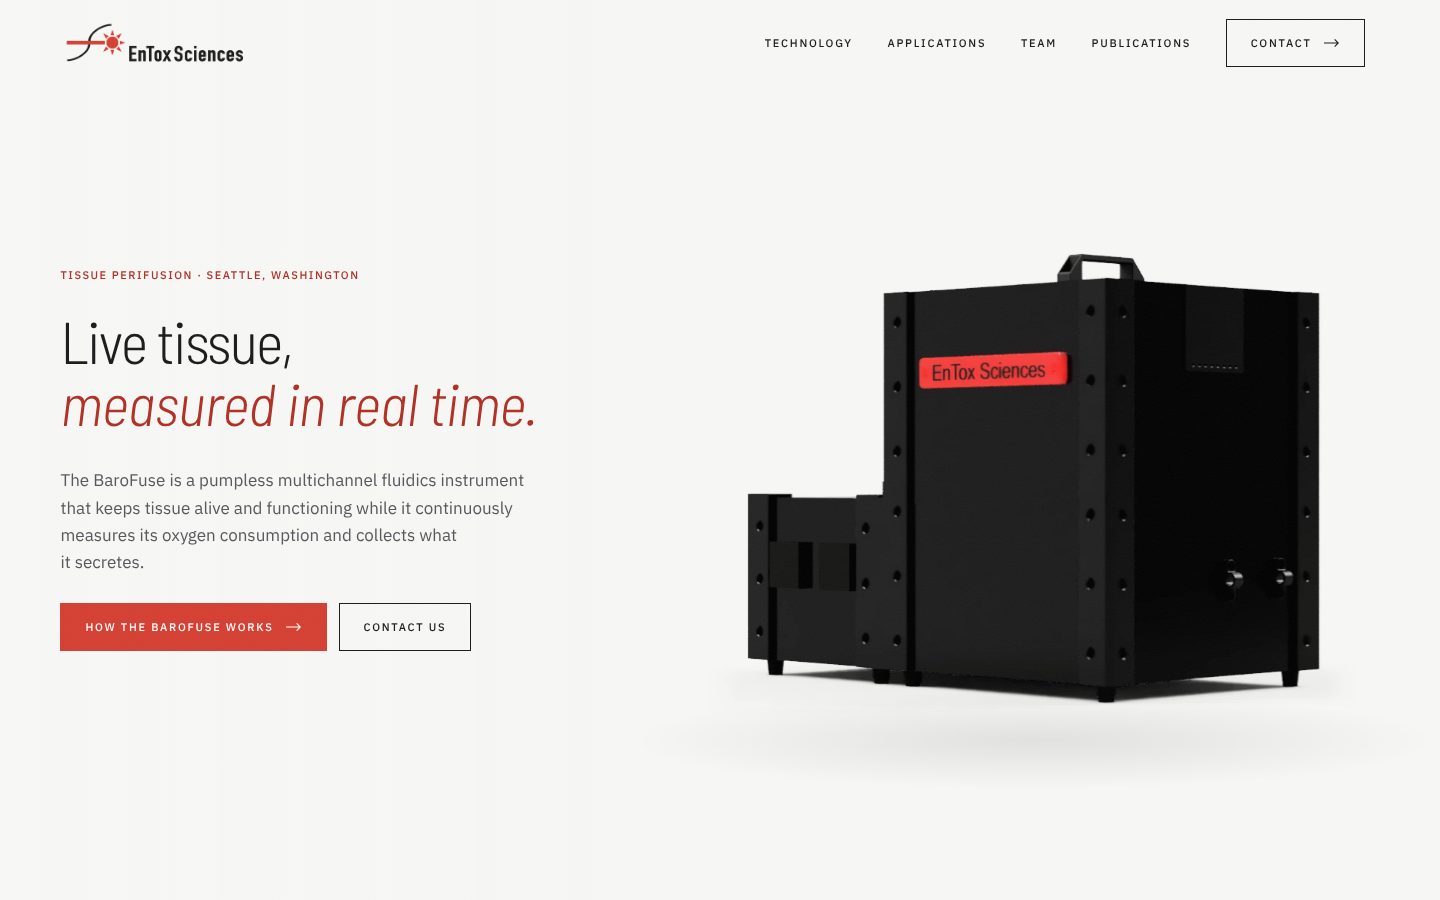 EnTox Sciences
TECHNOLOGY
APPLICATIONS
TEAM
PUBLICATIONS
CONTACT
TISSUE PERIFUSION · SEATTLE, WASHINGTON
Live tissue,
measured in real time.
The BaroFuse is a pumpless multichannel fluidics instrument
that keeps tissue alive and functioning while it continuously
measures its oxygen consumption and collects what
it secretes.
HOW THE BAROFUSE WORKS
CONTACT US
EnTox Sciences